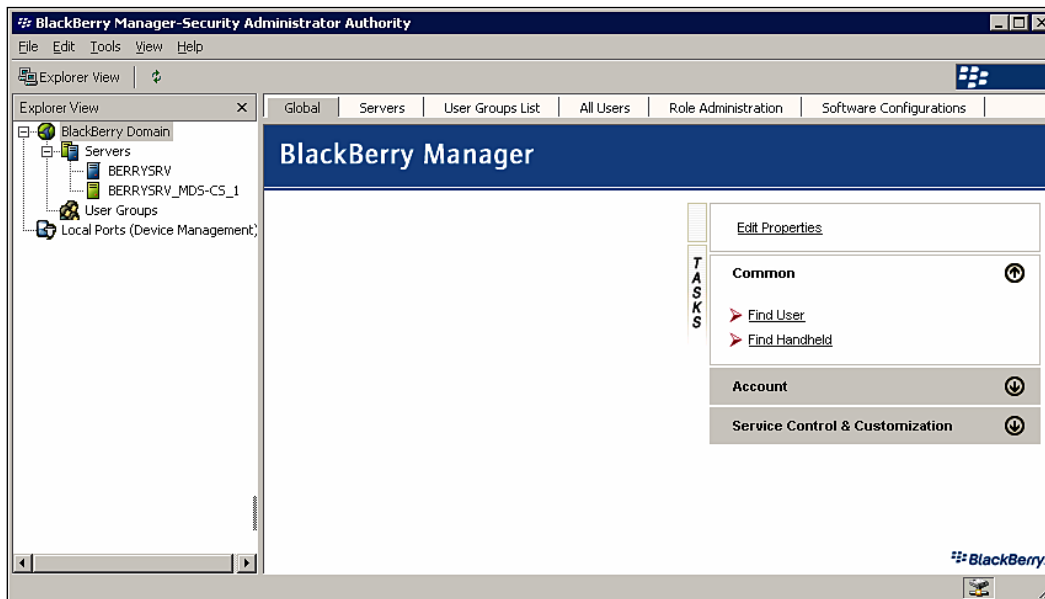 BlackBerry Manager-Security Administrator Authority
File Edit Tools View Help
Explorer View
Explorer View
Global Servers User Groups List All Users Role Administration Software Configurations
BlackBerry Domain
Servers
BERRYSRV
BERRYSRV_MDS-CS_1
User Groups
Local Ports (Device Management)
BlackBerry Manager
TASKS
Edit Properties
Common
Find User
Find Handheld
Account
Service Control & Customization
BlackBerry.